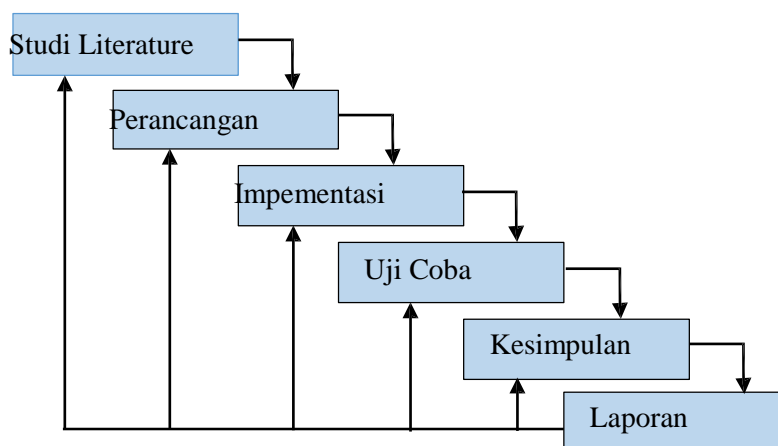 Studi Literature
Perancangan
Impementasi
Uji Coba
Kesimpulan
Laporan